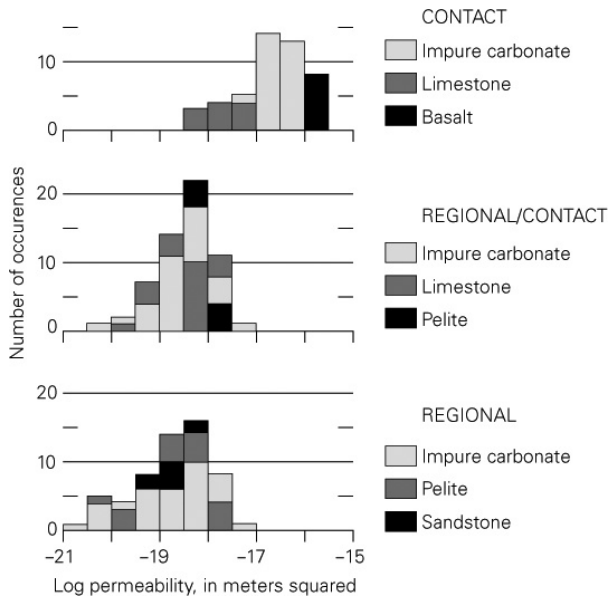 CONTACT
Impure carbonate
Limestone
Basalt
10
0
Number of occurences
20
10
0
REGIONAL/CONTACT
Impure carbonate
Limestone
Pelite
20
10
0
REGIONAL
Impure carbonate
Pelite
Sandstone
–21 –19 –17 –15
Log permeability, in meters squared